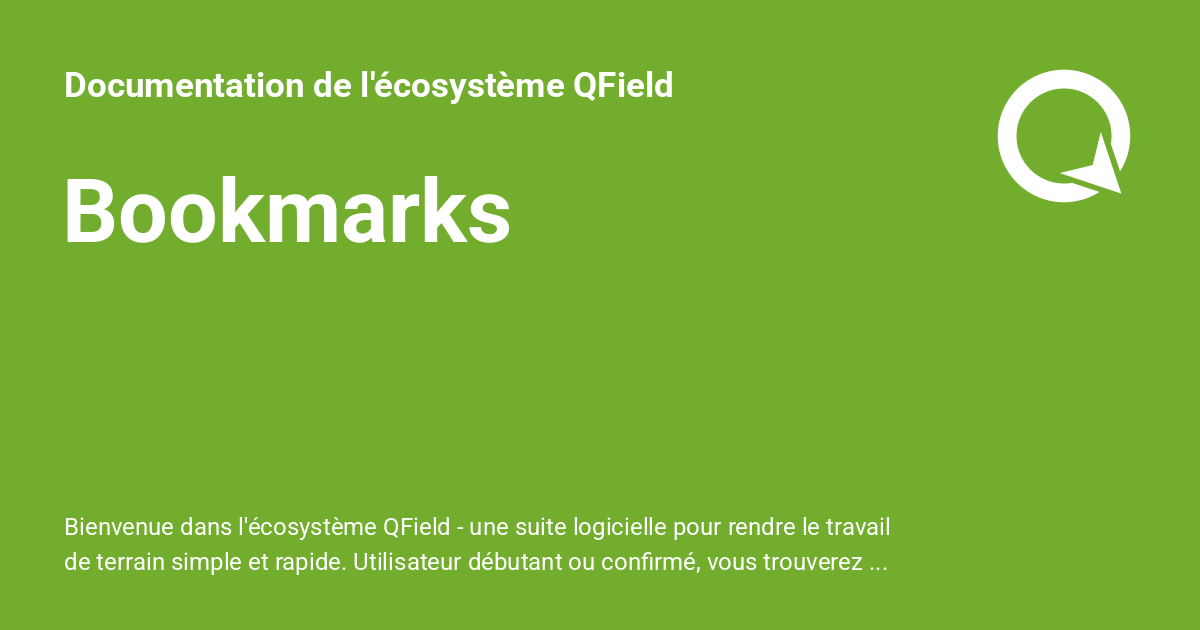 Documentation de l'écosystème QField
Bookmarks
Bienvenue dans l'écosystème QField - une suite logicielle pour rendre le travail
de terrain simple et rapide. Utilisateur débutant ou confirmé, vous trouverez ...